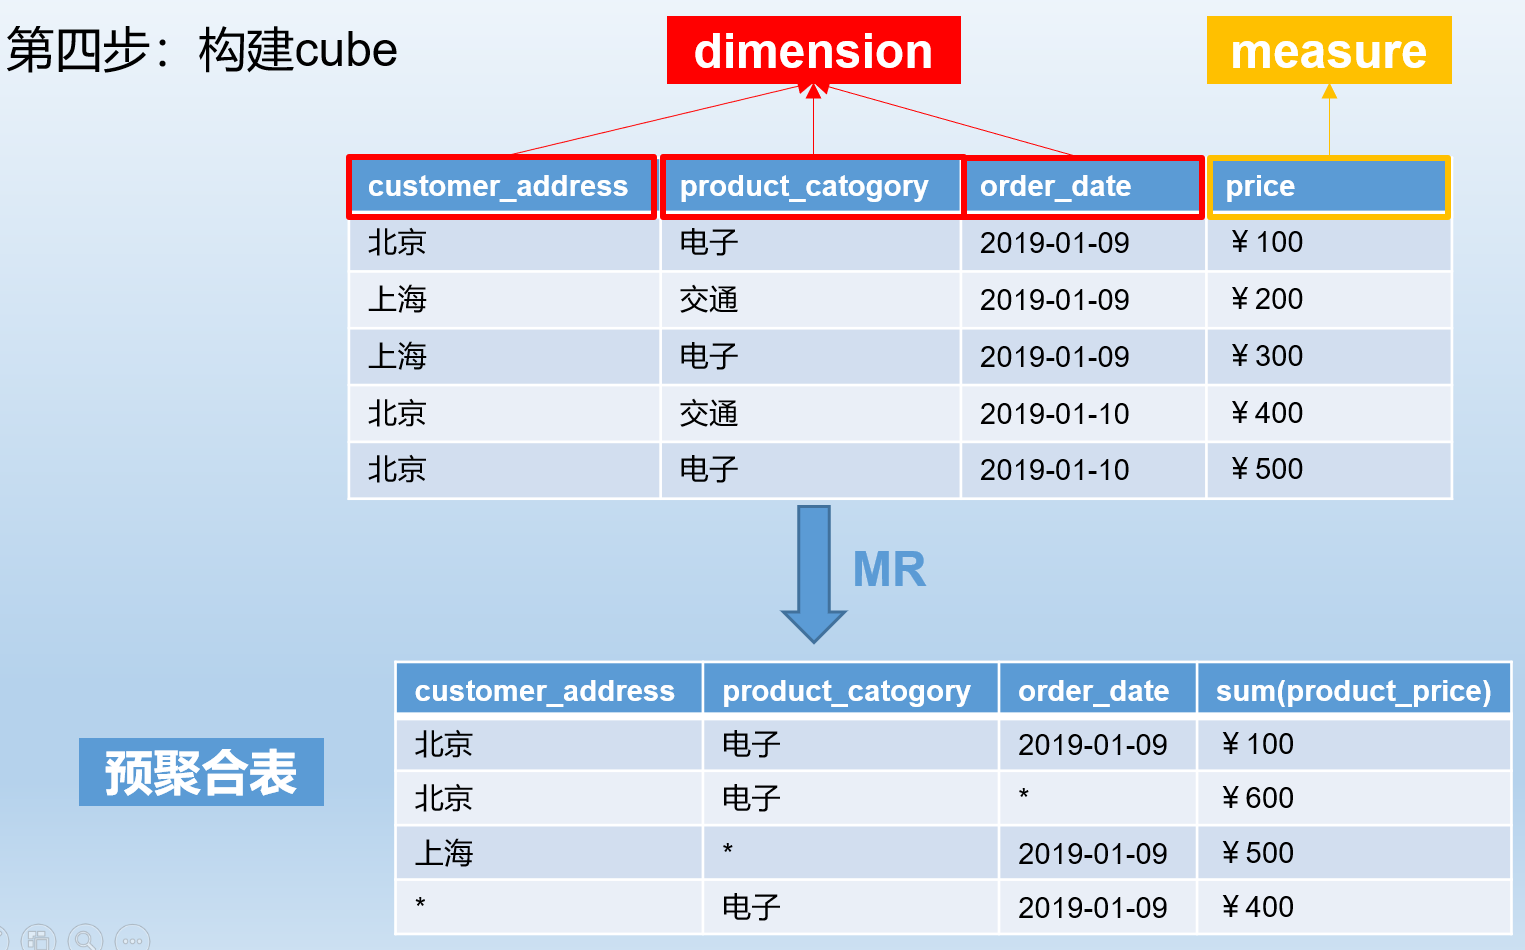 第四步：构建cube
dimension
measure
customer_address product_catogory order_date price
北京 电子 2019-01-09 ￥100
上海 交通 2019-01-09 ￥200
上海 电子 2019-01-09 ￥300
北京 交通 2019-01-10 ￥400
北京 电子 2019-01-10 ￥500
MR
预聚合表
customer_address product_catogory order_date sum(product_price)
北京 电子 2019-01-09 ￥100
北京 电子 * ￥600
上海 * 2019-01-09 ￥500
* 电子 2019-01-09 ￥400